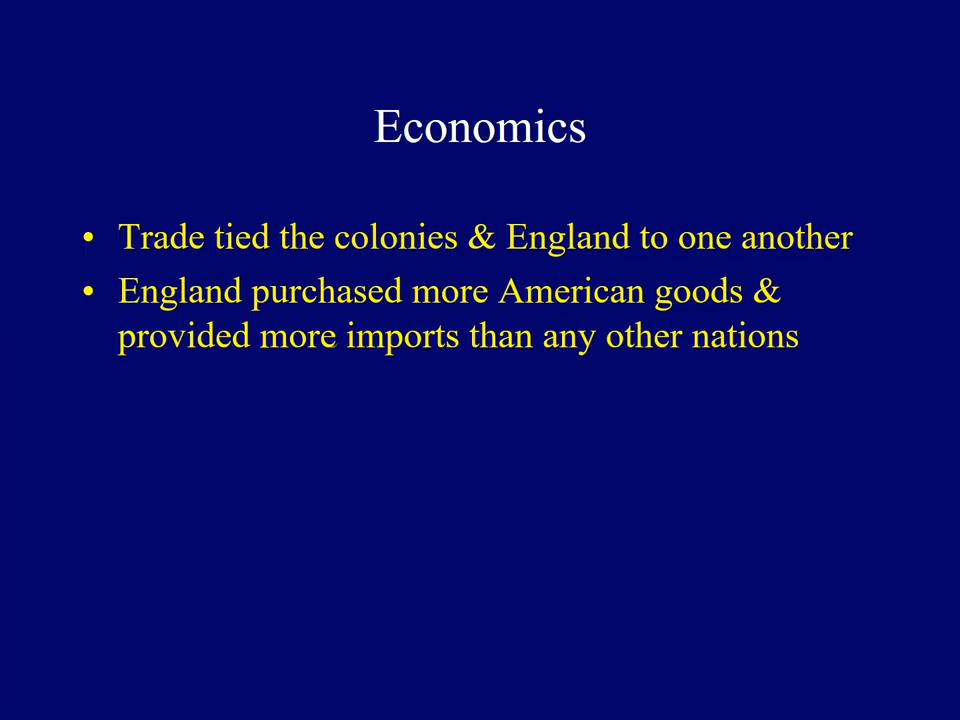 Economics
• Trade tied the colonies & England to one another
• England purchased more American goods &
provided more imports than any other nations